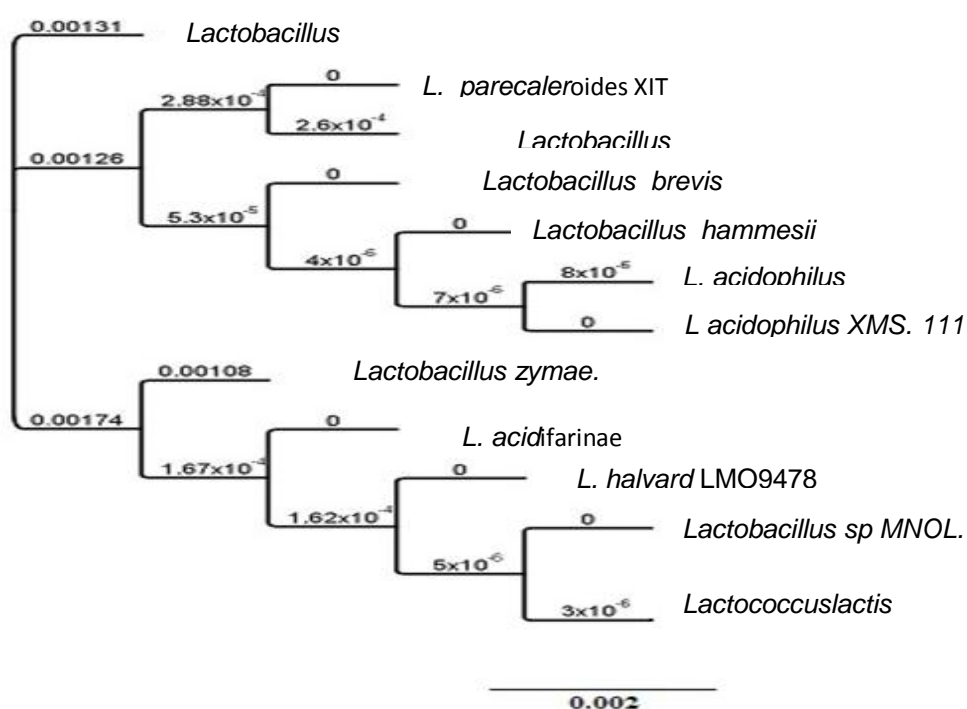 0.00131 Lactobacillus
0
L. parecaleroides XIT
2.88x10⁻⁴
2.6x10⁻⁴
Lactobacillus
0.00126
0
Lactobacillus brevis
5.3x10⁻⁵
0
Lactobacillus hammesii
4x10⁻⁶
8x10⁻⁶
L. acidophilus
7x10⁻⁶
0
L acidophilus XMS. 111
0.00108
Lactobacillus zymae.
0.00174
0
L. acidifarinae
1.67x10⁻⁴
0
L. halvard LMO9478
1.62x10⁻⁴
0
Lactobacillus sp MNOL.
5x10⁻⁶
3x10⁻⁶
Lactococcuslactis
0.002